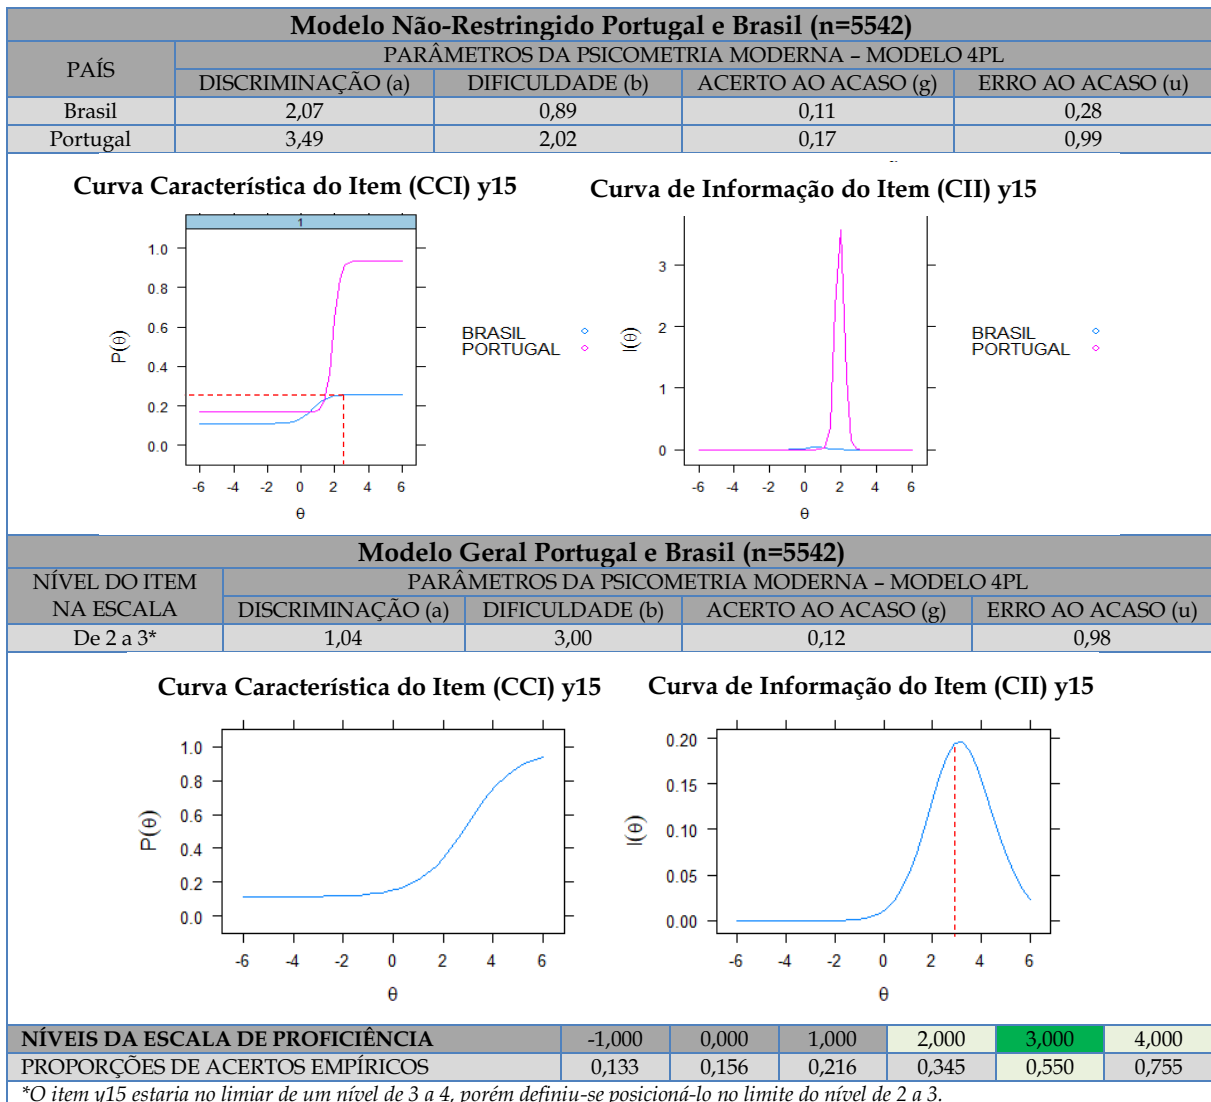 Modelo Não-Restringido Portugal e Brasil (n=5542)
PAÍS
PARÂMETROS DA PSICOMETRIA MODERNA – MODELO 4PL
DISCRIMINAÇÃO (a) DIFICULDADE (b) ACERTO AO ACASO (g) ERRO AO ACASO (u)
Brasil 2,07 0,89 0,11 0,28
Portugal 3,49 2,02 0,17 0,99
Curva Característica do Item (CCI) y15
1
1.0
0.8
0.6
0.4
0.2
0.0
P(θ)
-6 -4 -2 0 2 4 6
θ
BRASIL
PORTUGAL
Curva de Informação do Item (CII) y15
3
2
1
0
I(θ)
-6 -4 -2 0 2 4 6
θ
BRASIL
PORTUGAL
Modelo Geral Portugal e Brasil (n=5542)
NÍVEL DO ITEM
NA ESCALA
PARÂMETROS DA PSICOMETRIA MODERNA – MODELO 4PL
DISCRIMINAÇÃO (a) DIFICULDADE (b) ACERTO AO ACASO (g) ERRO AO ACASO (u)
De 2 a 3* 1,04 3,00 0,12 0,98
Curva Característica do Item (CCI) y15
1.0
0.8
0.6
0.4
0.2
0.0
P(θ)
-6 -4 -2 0 2 4 6
θ
Curva de Informação do Item (CII) y15
0.20
0.15
0.10
0.05
0.00
I(θ)
-6 -4 -2 0 2 4 6
θ
NÍVEIS DA ESCALA DE PROFICIÊNCIA -1,000 0,000 1,000 2,000 3,000 4,000
PROPORÇÕES DE ACERTOS EMPÍRICOS 0,133 0,156 0,216 0,345 0,550 0,755
*O item y15 estaria no limiar de um nível de 3 a 4, porém definiu-se posicioná-lo no limite do nível de 2 a 3.